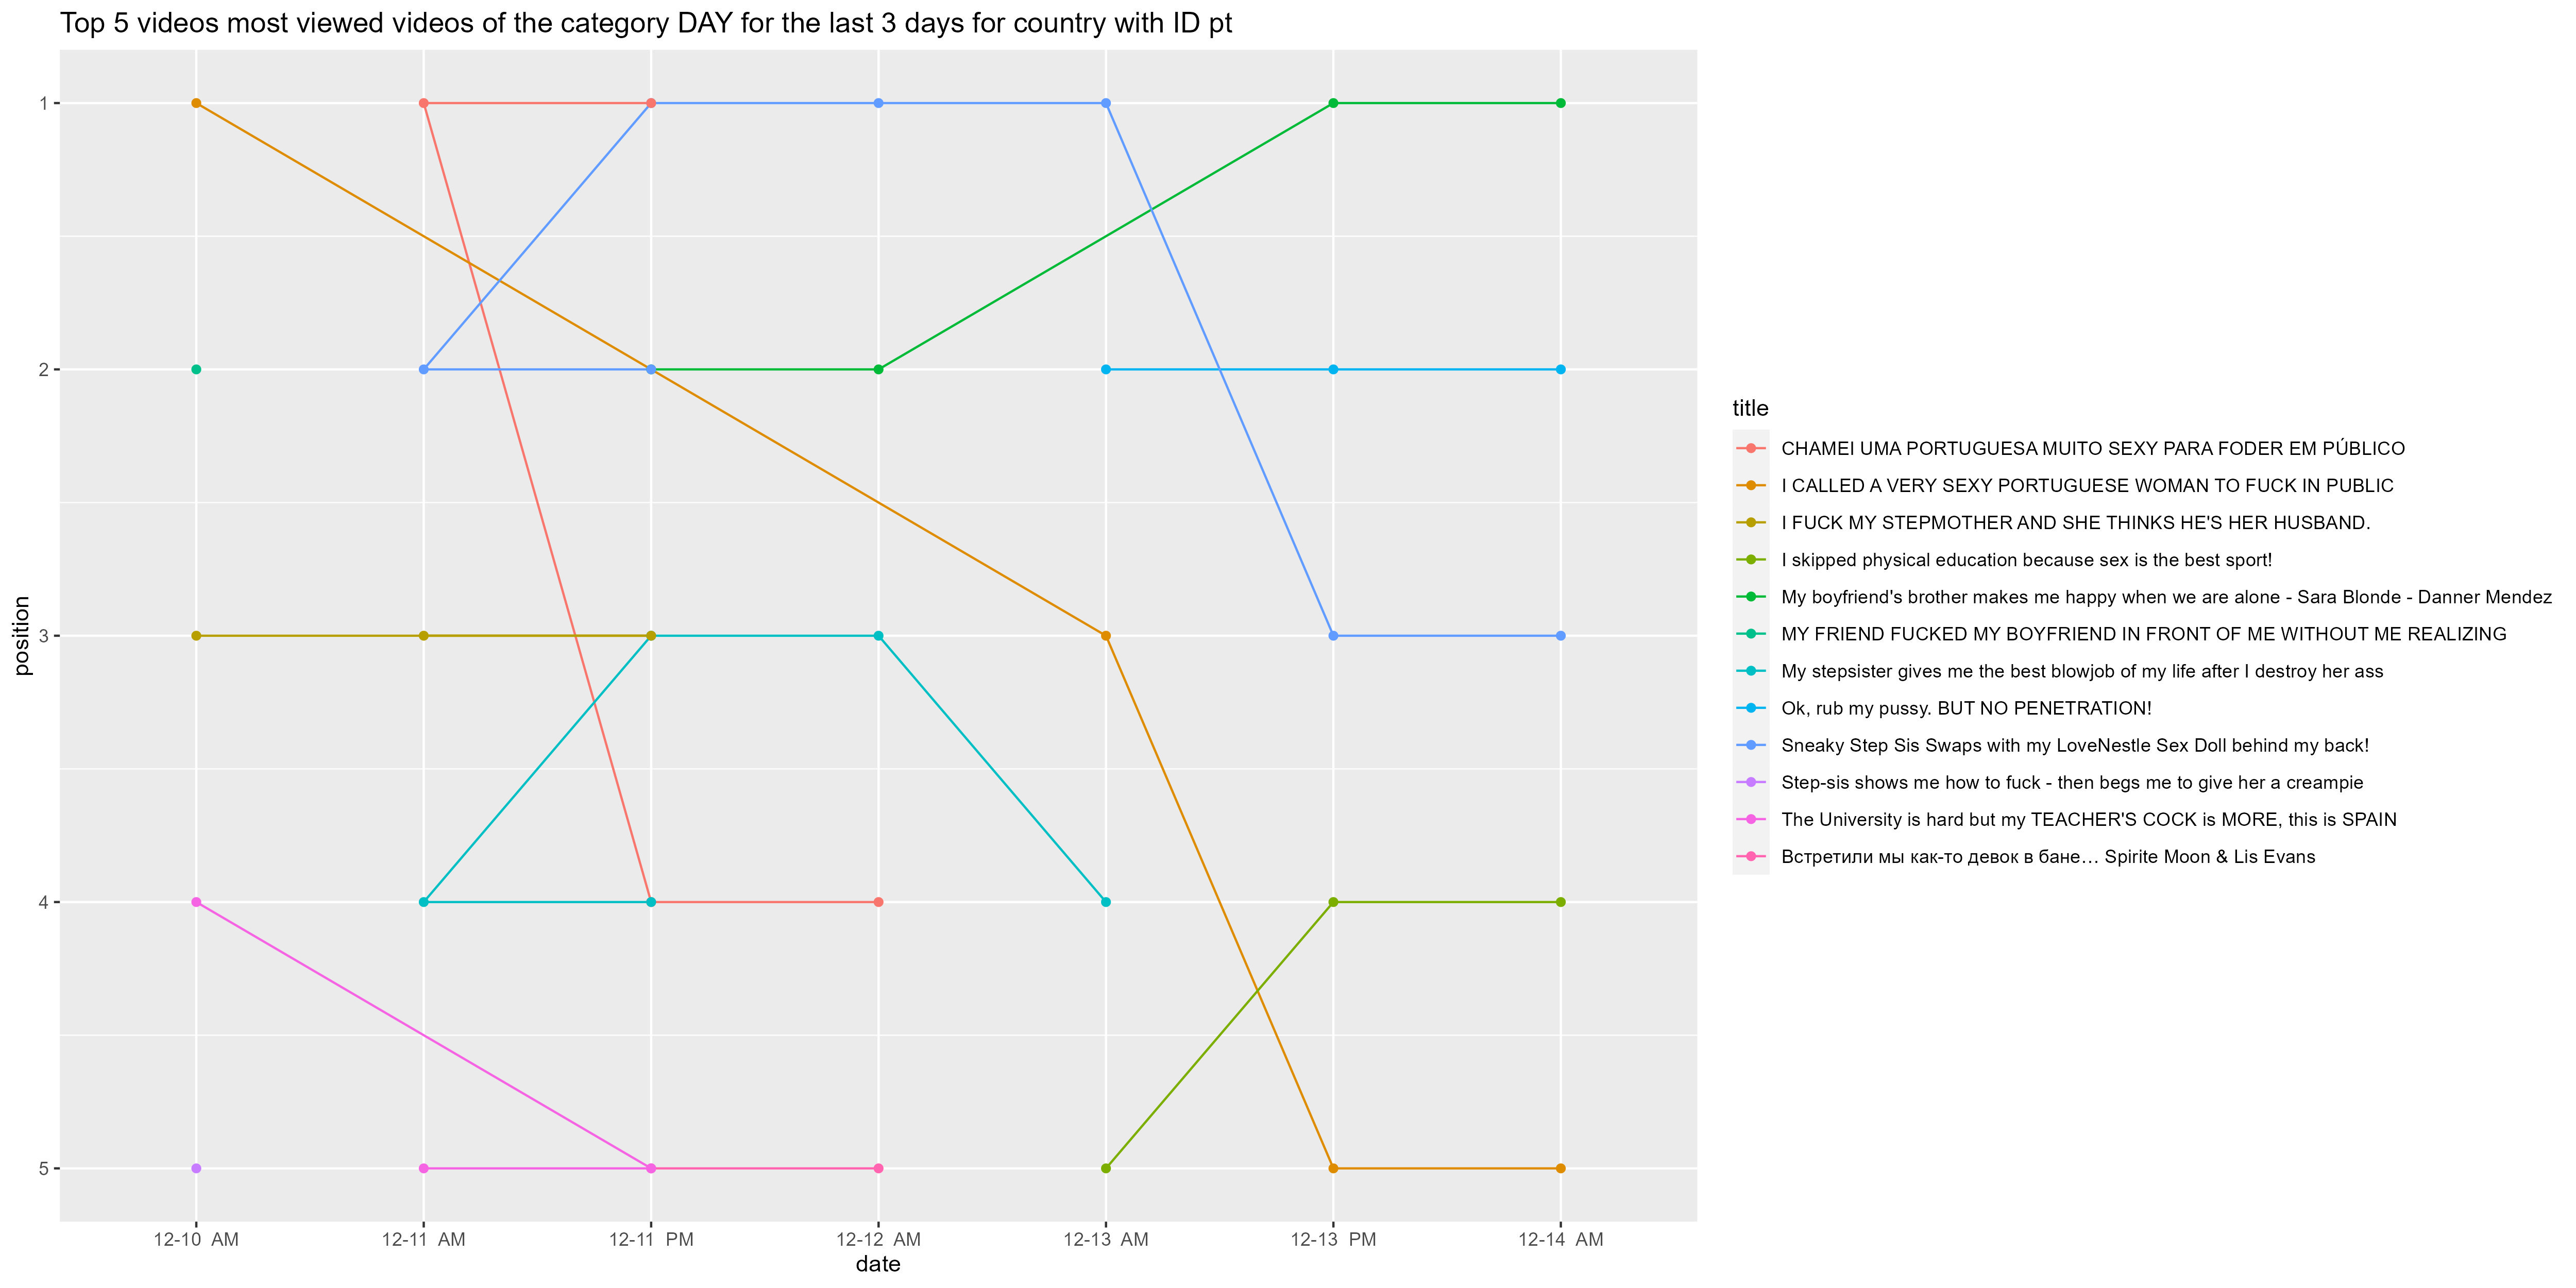 Top 5 videos most viewed videos of the category DAY for the last 3 days for country with ID pt
position
1
2
3
4
5
12-10  AM
12-11  AM
12-11  PM
12-12  AM
12-13  AM
12-13  PM
12-14  AM
date
title
CHAMEI UMA PORTUGUESA MUITO SEXY PARA FODER EM PÚBLICO
I CALLED A VERY SEXY PORTUGUESE WOMAN TO FUCK IN PUBLIC
I FUCK MY STEPMOTHER AND SHE THINKS HE'S HER HUSBAND.
I skipped physical education because sex is the best sport!
My boyfriend's brother makes me happy when we are alone - Sara Blonde - Danner Mendez
MY FRIEND FUCKED MY BOYFRIEND IN FRONT OF ME WITHOUT ME REALIZING
My stepsister gives me the best blowjob of my life after I destroy her ass
Ok, rub my pussy. BUT NO PENETRATION!
Sneaky Step Sis Swaps with my LoveNestle Sex Doll behind my back!
Step-sis shows me how to fuck - then begs me to give her a creampie
The University is hard but my TEACHER'S COCK is MORE, this is SPAIN
Встретили мы как-то девок в бане… Spirite Moon & Lis Evans